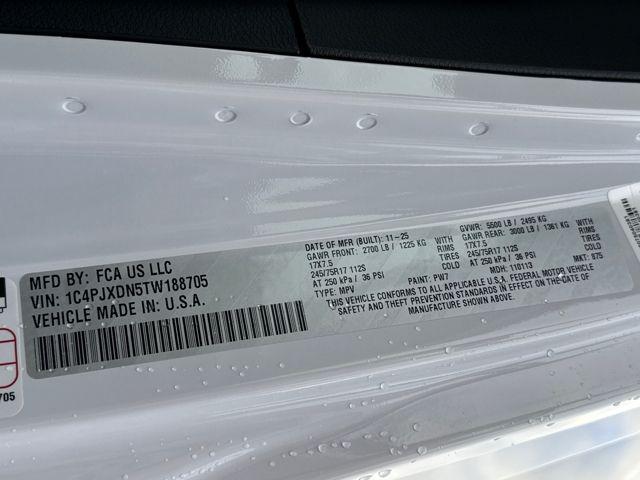 MFD BY: FCA US LLC
VIN: 1C4PJXDN5TW188705
VEHICLE MADE IN: U.S.A.
DATE OF MFR (BUILT): 11-25
GAWR FRONT: 2700 LB / 1225 KG WITH
17X7.5 RIMS
245/75R17 112S TIRES
AT 250 kPa / 36 PSI
TYPE: MPV PAINT: PW7
GVWR: 5500 LB / 2495 KG
GAWR REAR: 3000 LB / 1361 KG WITH
17X7.5 RIMS
245/75R17 112S TIRES
AT 250 kPa / 36 PSI
MDH: 110113 MKT: 875
THIS VEHICLE CONFORMS TO ALL APPLICABLE U.S.A. FEDERAL MOTOR VEHICLE
SAFETY AND THEFT PREVENTION STANDARDS IN EFFECT ON THE DATE OF
MANUFACTURE SHOWN ABOVE.
705